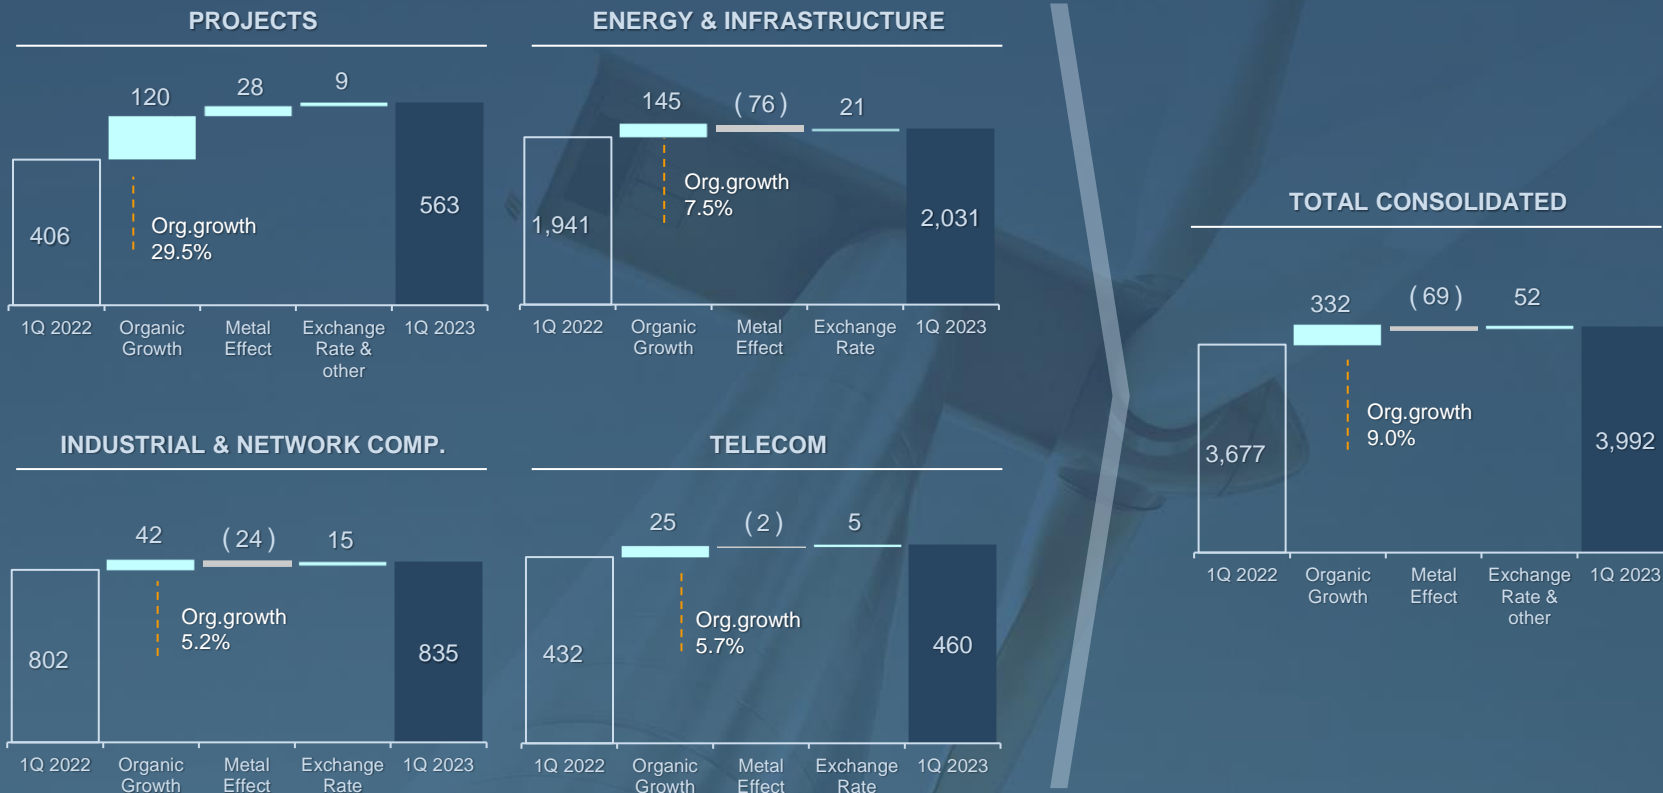 PROJECTS
120
28
9
406
563
Org.growth
29.5%
1Q 2022
Organic
Growth
Metal
Effect
Exchange
Rate &
other
1Q 2023
ENERGY & INFRASTRUCTURE
145
(76)
21
1,941
2,031
Org.growth
7.5%
1Q 2022
Organic
Growth
Metal
Effect
Exchange
Rate
1Q 2023
INDUSTRIAL & NETWORK COMP.
42
(24)
15
802
835
Org.growth
5.2%
1Q 2022
Organic
Growth
Metal
Effect
Exchange
Rate
1Q 2023
TELECOM
25
(2)
5
432
460
Org.growth
5.7%
1Q 2022
Organic
Growth
Metal
Effect
Exchange
Rate
1Q 2023
TOTAL CONSOLIDATED
332
(69)
52
3,677
3,992
Org.growth
9.0%
1Q 2022
Organic
Growth
Metal
Effect
Exchange
Rate &
other
1Q 2023